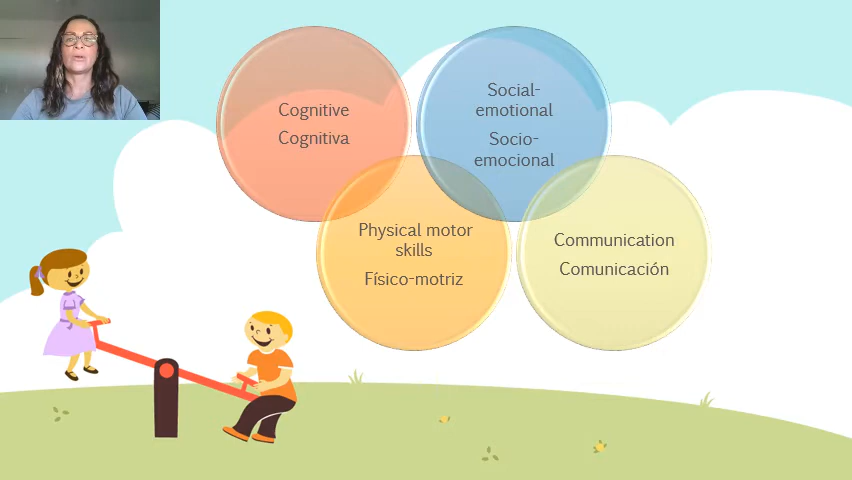 Cognitive
Cognitiva
Social-
emotional
Socio-
emocional
Physical motor
skills
Físico-motriz
Communication
Comunicación